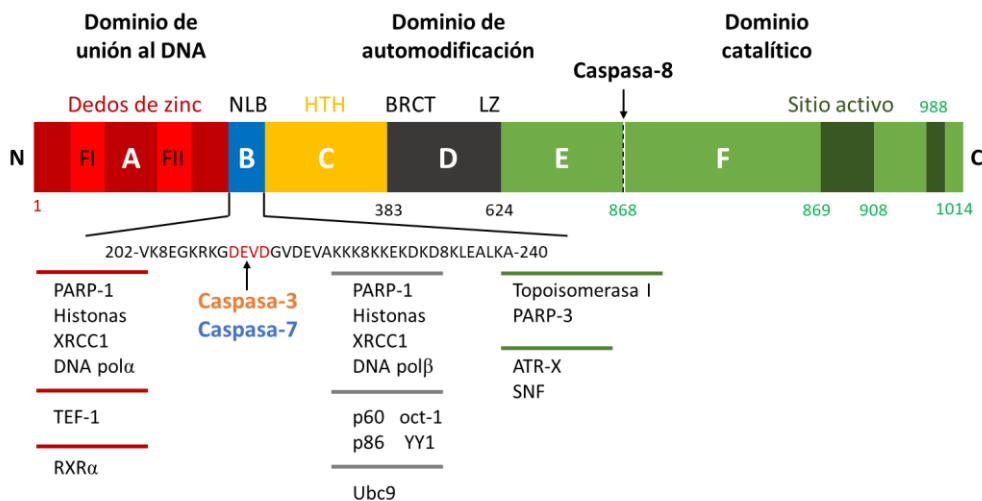 Dominio de
unión al DNA
Dominio de
automodificación
Dominio
catalítico
Caspasa-8
Dedos de zinc
NLB
HTH
BRCT
LZ
Sitio activo
988
N
FI
A
FII
B
C
D
E
F
C
1
383
624
868
869
908
1014
202-VK8EGKRKGDEVDGVDEVAKKK8KKEKDKD8KLEALKA-240
Caspasa-3
Caspasa-7
PARP-1
Histonas
XRCC1
DNA polα
TEF-1
RXRα
PARP-1
Histonas
XRCC1
DNA polβ
p60 oct-1
p86 YY1
Ubc9
Topoisomerasa I
PARP-3
ATR-X
SNF